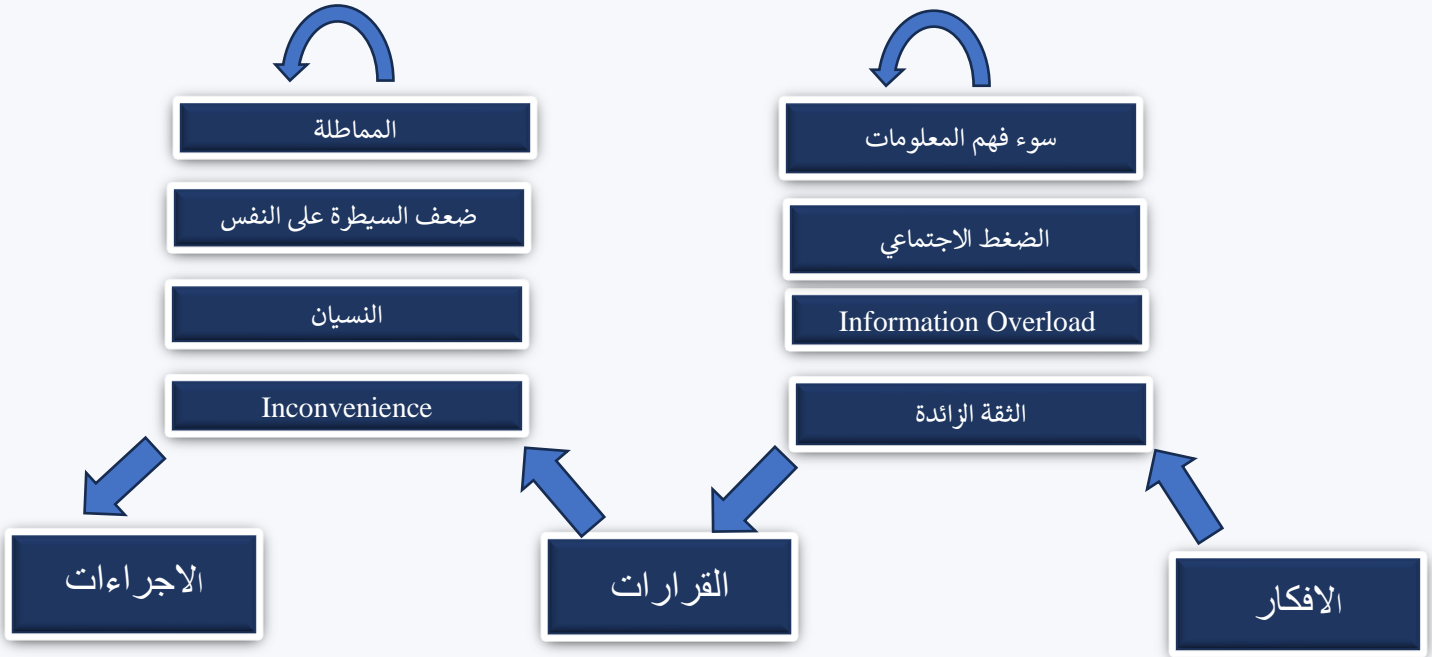 سوء فهم المعلومات
الضغط الاجتماعي
Information Overload
الثقة الزائدة
المماطلة
ضعف السيطرة على النفس
النسيان
Inconvenience
الافكار
القرارات
الاجراءات